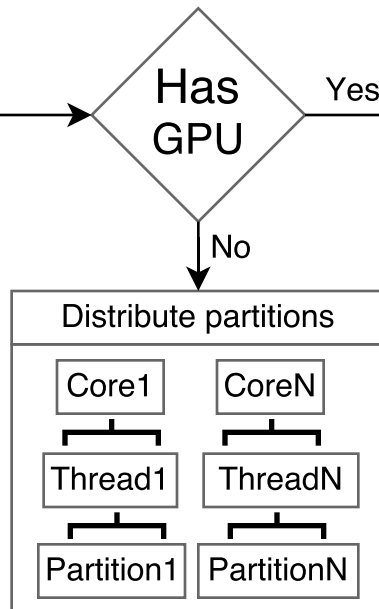 Has
GPU
Yes
No
Distribute partitions
Core1 CoreN
Thread1 ThreadN
Partition1 PartitionN